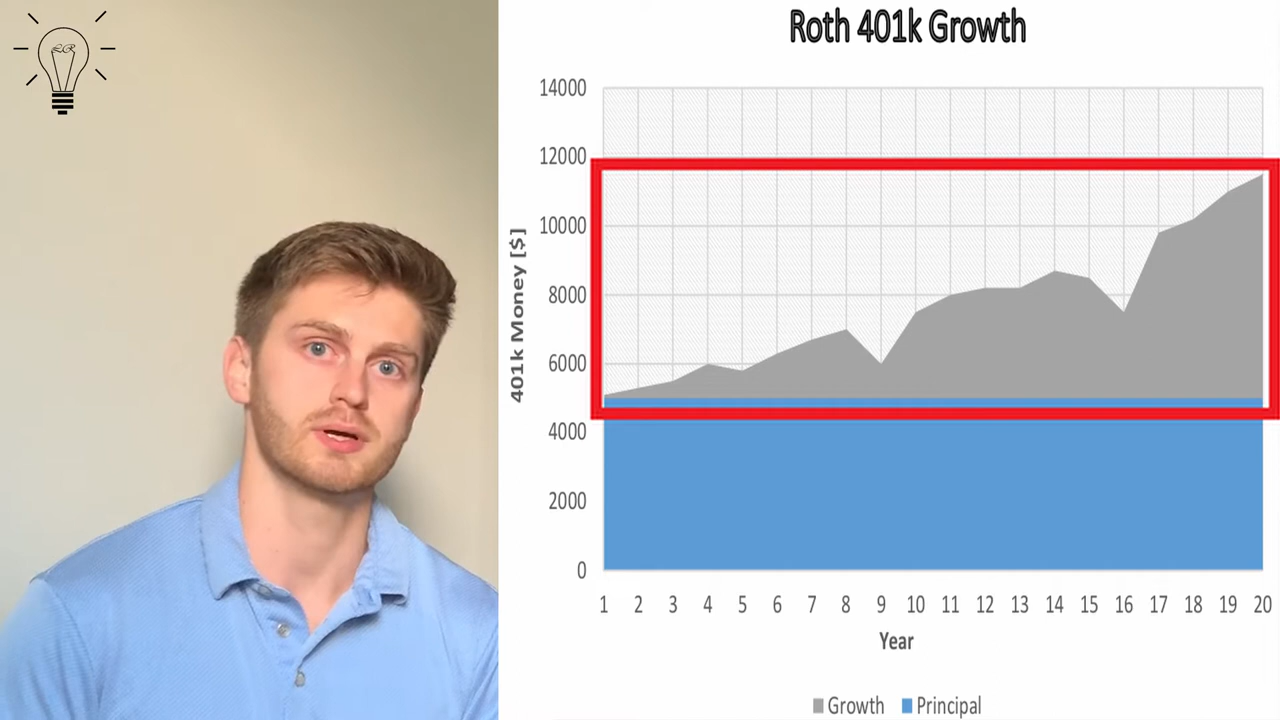 LR
Roth 401k Growth
14000
12000
10000
8000
6000
4000
2000
0
401k Money [$]
1 2 3 4 5 6 7 8 9 10 11 12 13 14 15 16 17 18 19 20
Year
Growth Principal